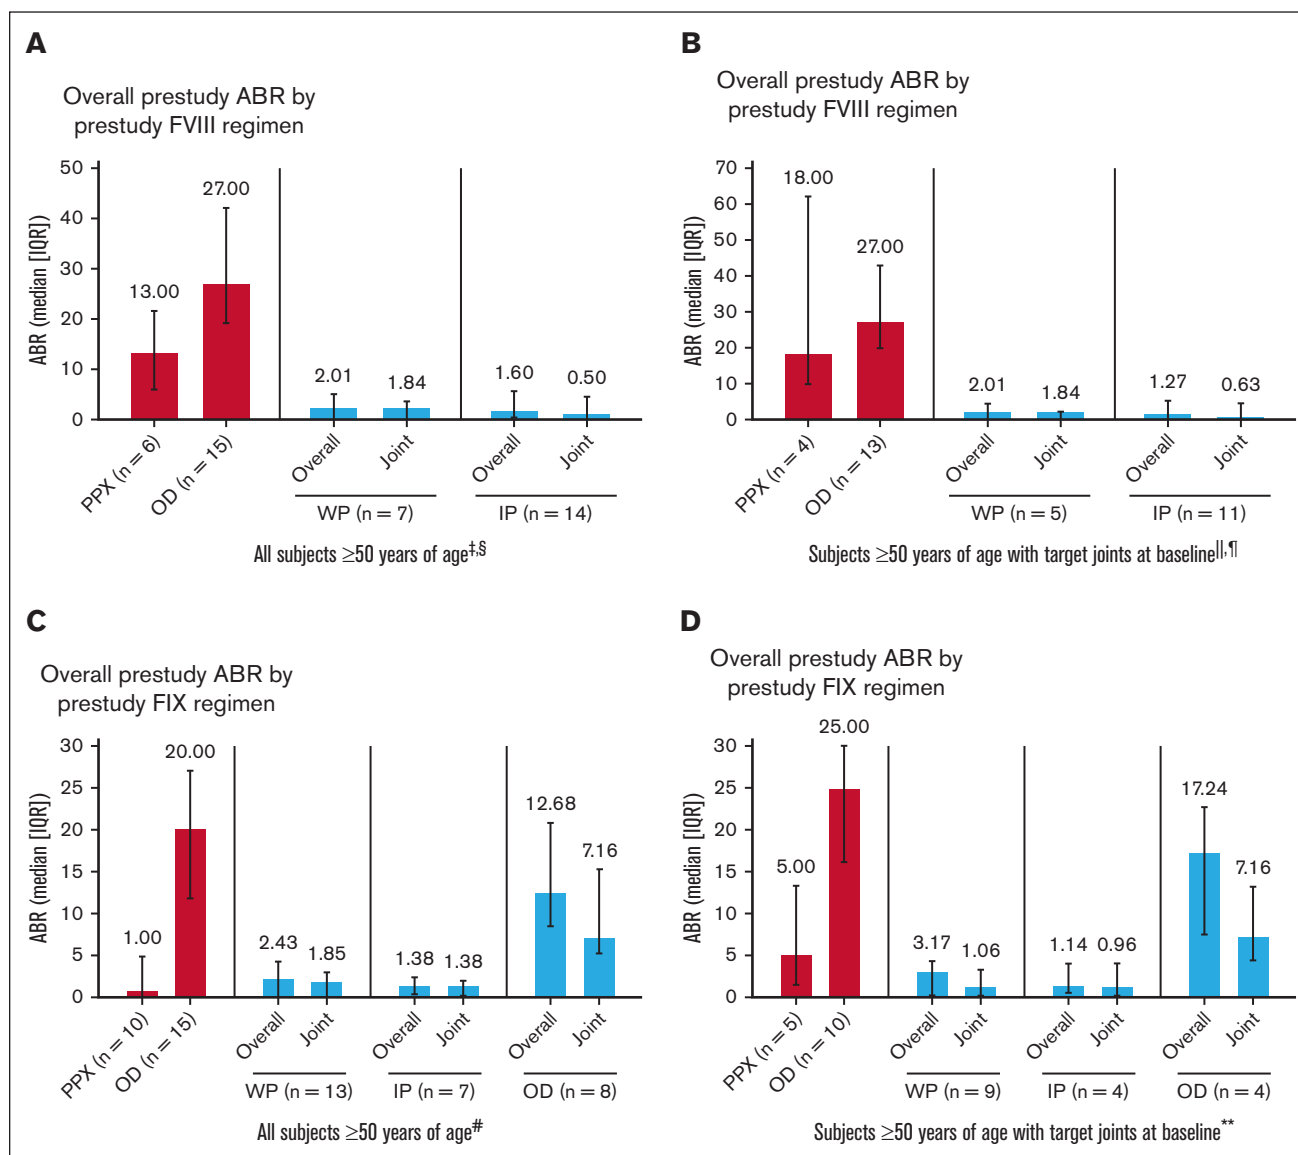 A
Overall prestudy ABR by
prestudy FVIII regimen
ABR (median [IQR])
50
40
30
20
10
0
13.00
27.00
2.01
1.84
1.60
0.50
PPX (n = 6)
OD (n = 15)
Overall
Joint
Overall
Joint
WP (n = 7)
IP (n = 14)
All subjects ≥50 years of age‡,§
B
Overall prestudy ABR by
prestudy FVIII regimen
ABR (median [IQR])
70
60
50
40
30
20
10
0
18.00
27.00
2.01
1.84
1.27
0.63
PPX (n = 4)
OD (n = 13)
Overall
Joint
Overall
Joint
WP (n = 5)
IP (n = 11)
Subjects ≥50 years of age with target joints at baseline||,¶
C
Overall prestudy ABR by
prestudy FIX regimen
ABR (median [IQR])
30
25
20
15
10
5
0
1.00
20.00
2.43
1.85
1.38
1.38
12.68
7.16
PPX (n = 10)
OD (n = 15)
Overall
Joint
Overall
Joint
Overall
Joint
WP (n = 13)
IP (n = 7)
OD (n = 8)
All subjects ≥50 years of age#
D
Overall prestudy ABR by
prestudy FIX regimen
ABR (median [IQR])
30
25
20
15
10
5
0
5.00
25.00
3.17
1.06
1.14
0.96
17.24
7.16
PPX (n = 5)
OD (n = 10)
Overall
Joint
Overall
Joint
Overall
Joint
WP (n = 9)
IP (n = 4)
OD (n = 4)
Subjects ≥50 years of age with target joints at baseline**